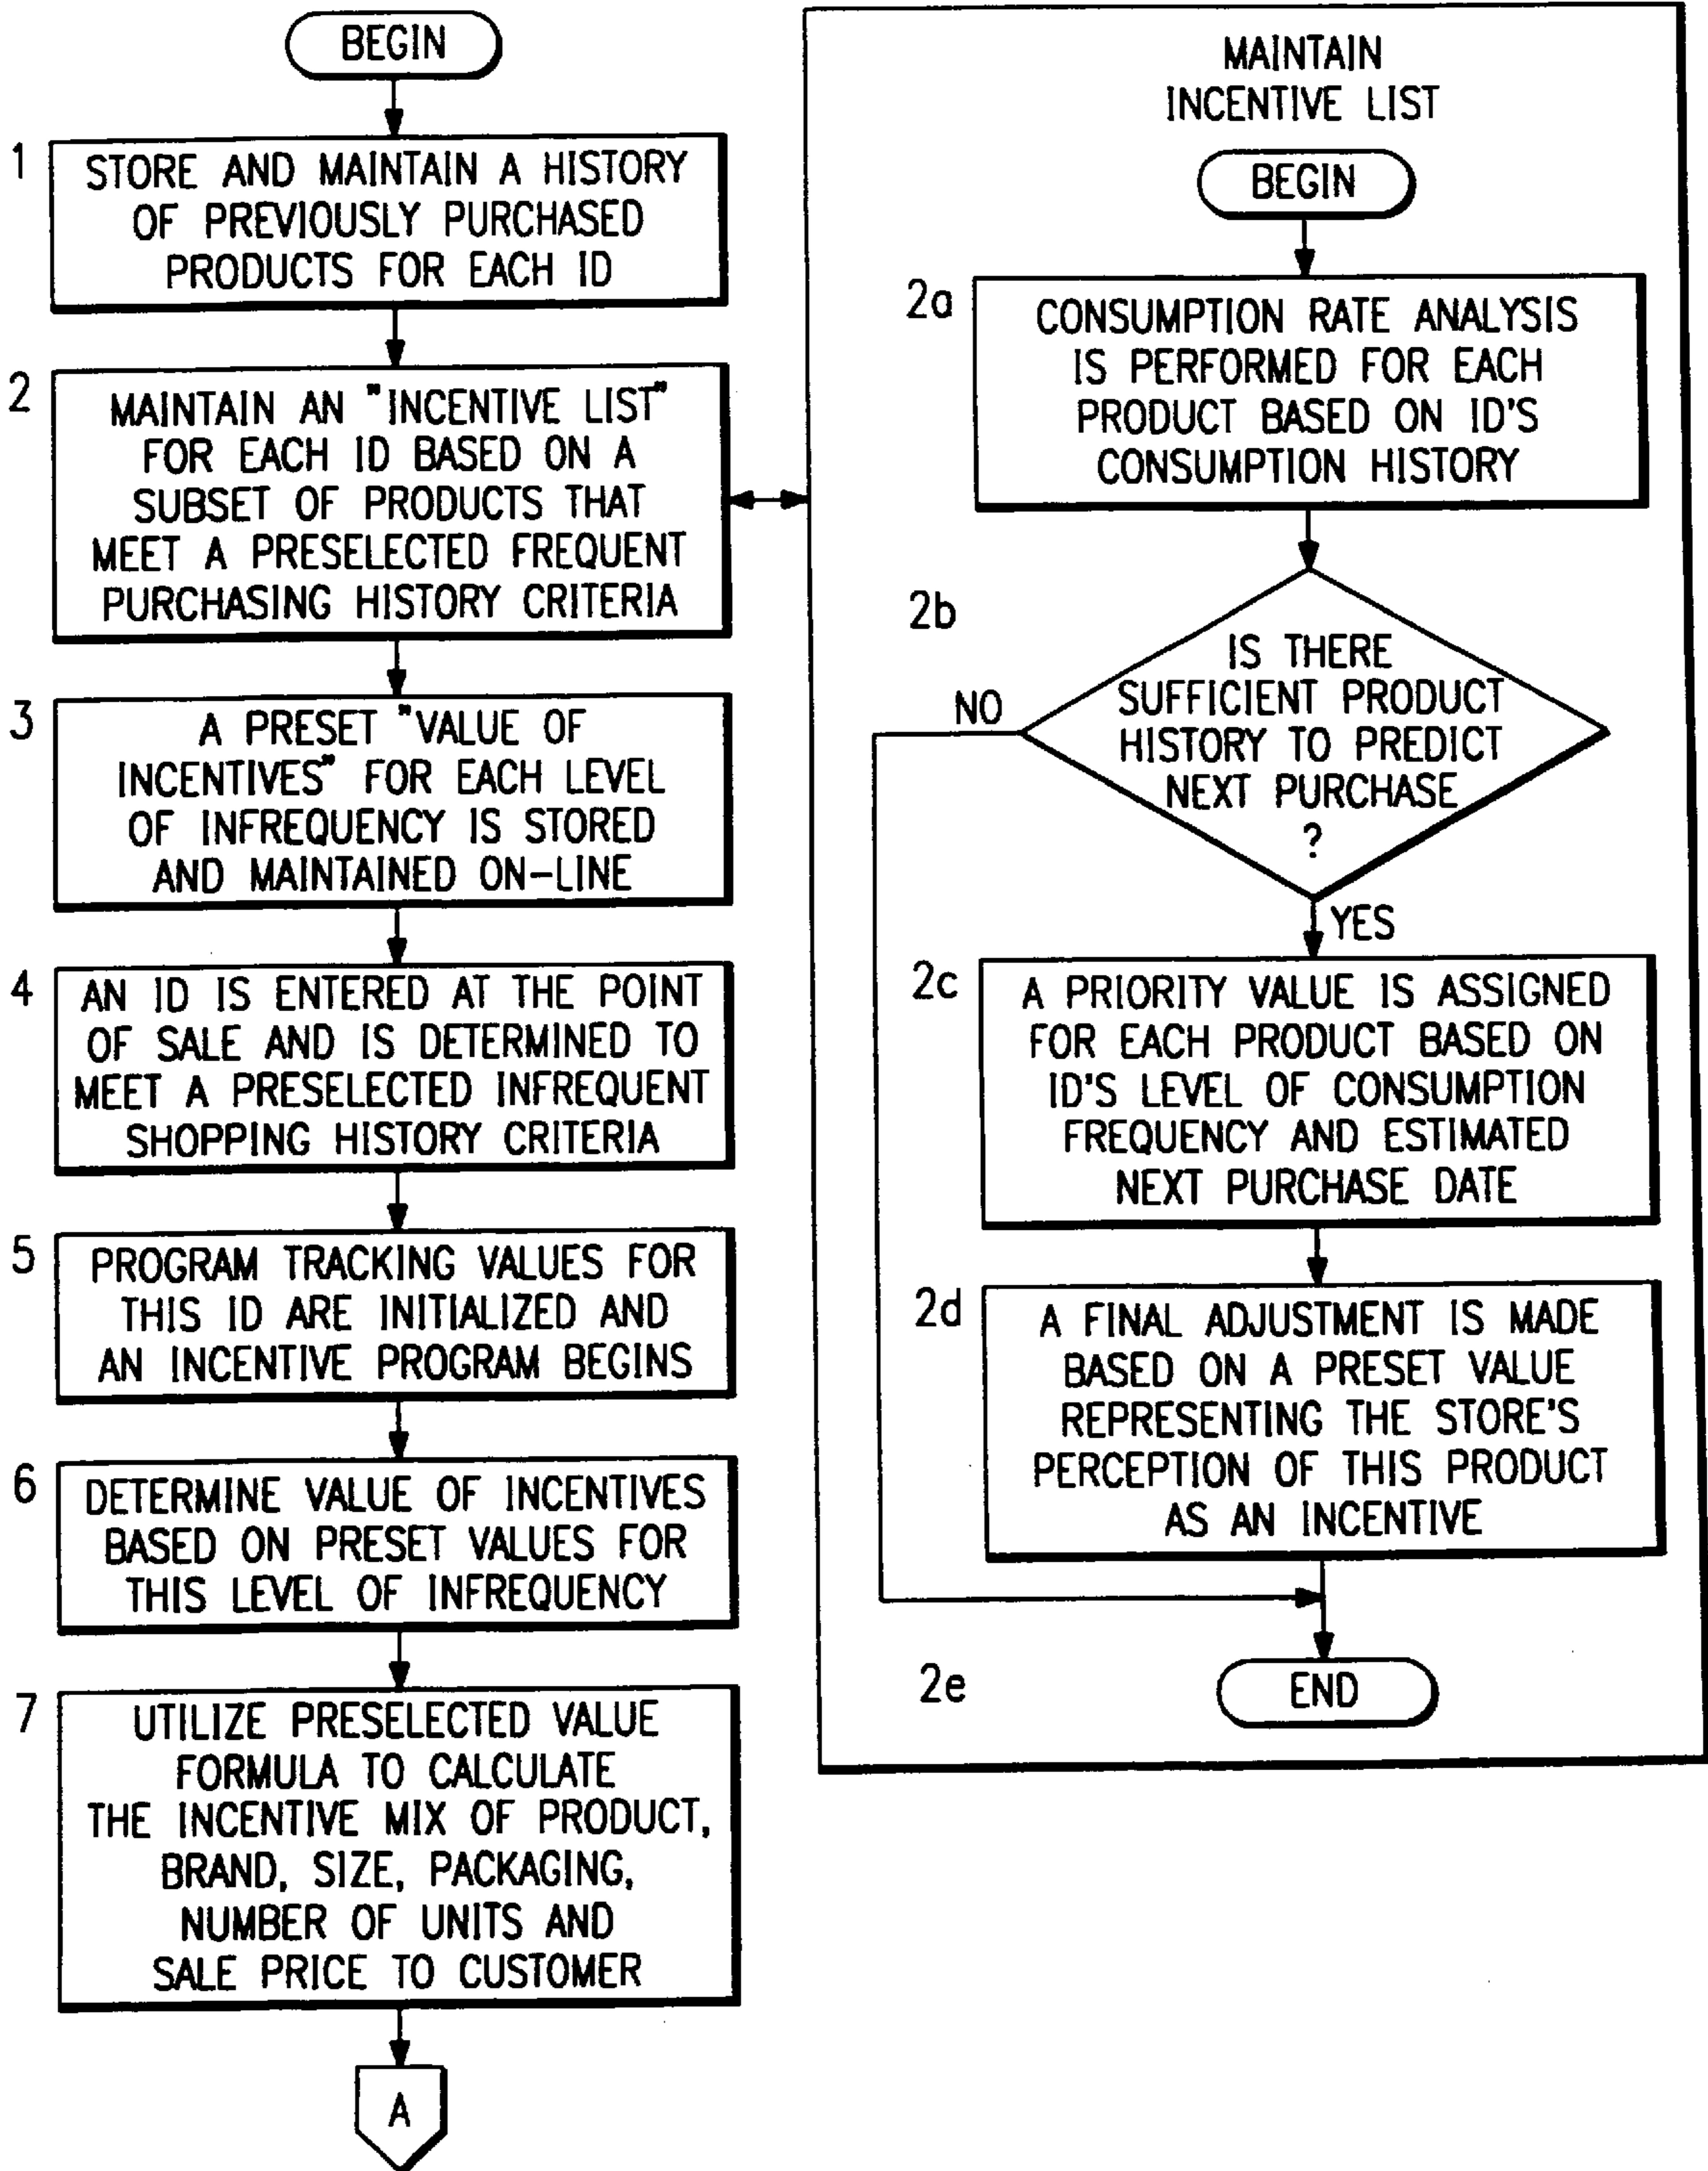 BEGIN
1
STORE AND MAINTAIN A HISTORY
OF PREVIOUSLY PURCHASED
PRODUCTS FOR EACH ID
2
MAINTAIN AN "INCENTIVE LIST"
FOR EACH ID BASED ON A
SUBSET OF PRODUCTS THAT
MEET A PRESELECTED FREQUENT
PURCHASING HISTORY CRITERIA
3
A PRESET "VALUE OF
INCENTIVES" FOR EACH LEVEL
OF INFREQUENCY IS STORED
AND MAINTAINED ON-LINE
4
AN ID IS ENTERED AT THE POINT
OF SALE AND IS DETERMINED TO
MEET A PRESELECTED INFREQUENT
SHOPPING HISTORY CRITERIA
5
PROGRAM TRACKING VALUES FOR
THIS ID ARE INITIALIZED AND
AN INCENTIVE PROGRAM BEGINS
6
DETERMINE VALUE OF INCENTIVES
BASED ON PRESET VALUES FOR
THIS LEVEL OF INFREQUENCY
7
UTILIZE PRESELECTED VALUE
FORMULA TO CALCULATE
THE INCENTIVE MIX OF PRODUCT,
BRAND, SIZE, PACKAGING,
NUMBER OF UNITS AND
SALE PRICE TO CUSTOMER
A
MAINTAIN
INCENTIVE LIST
BEGIN
2a
CONSUMPTION RATE ANALYSIS
IS PERFORMED FOR EACH
PRODUCT BASED ON ID'S
CONSUMPTION HISTORY
2b
IS THERE
SUFFICIENT PRODUCT
HISTORY TO PREDICT
NEXT PURCHASE
?
NO
YES
2c
A PRIORITY VALUE IS ASSIGNED
FOR EACH PRODUCT BASED ON
ID'S LEVEL OF CONSUMPTION
FREQUENCY AND ESTIMATED
NEXT PURCHASE DATE
2d
A FINAL ADJUSTMENT IS MADE
BASED ON A PRESET VALUE
REPRESENTING THE STORE'S
PERCEPTION OF THIS PRODUCT
AS AN INCENTIVE
2e
END